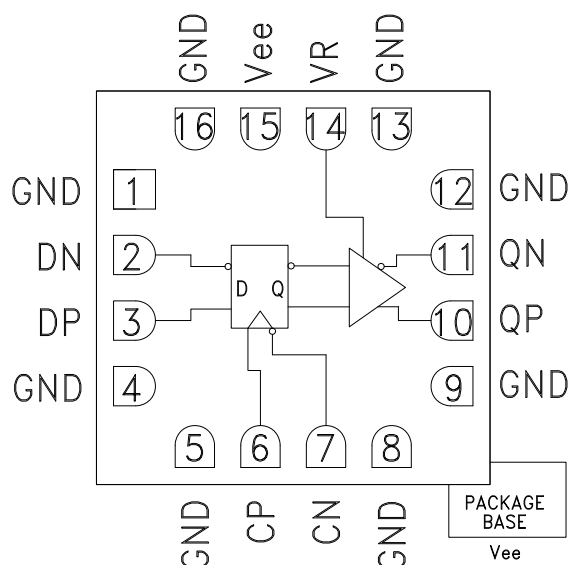 GND Vee VR GND
16 15 14 13
GND 1 12 GND
DN 2 11 QN
D Q
DP 3 10 QP
GND 4 9 GND
5 6 7 8
GND CP CN GND
PACKAGE
BASE
Vee